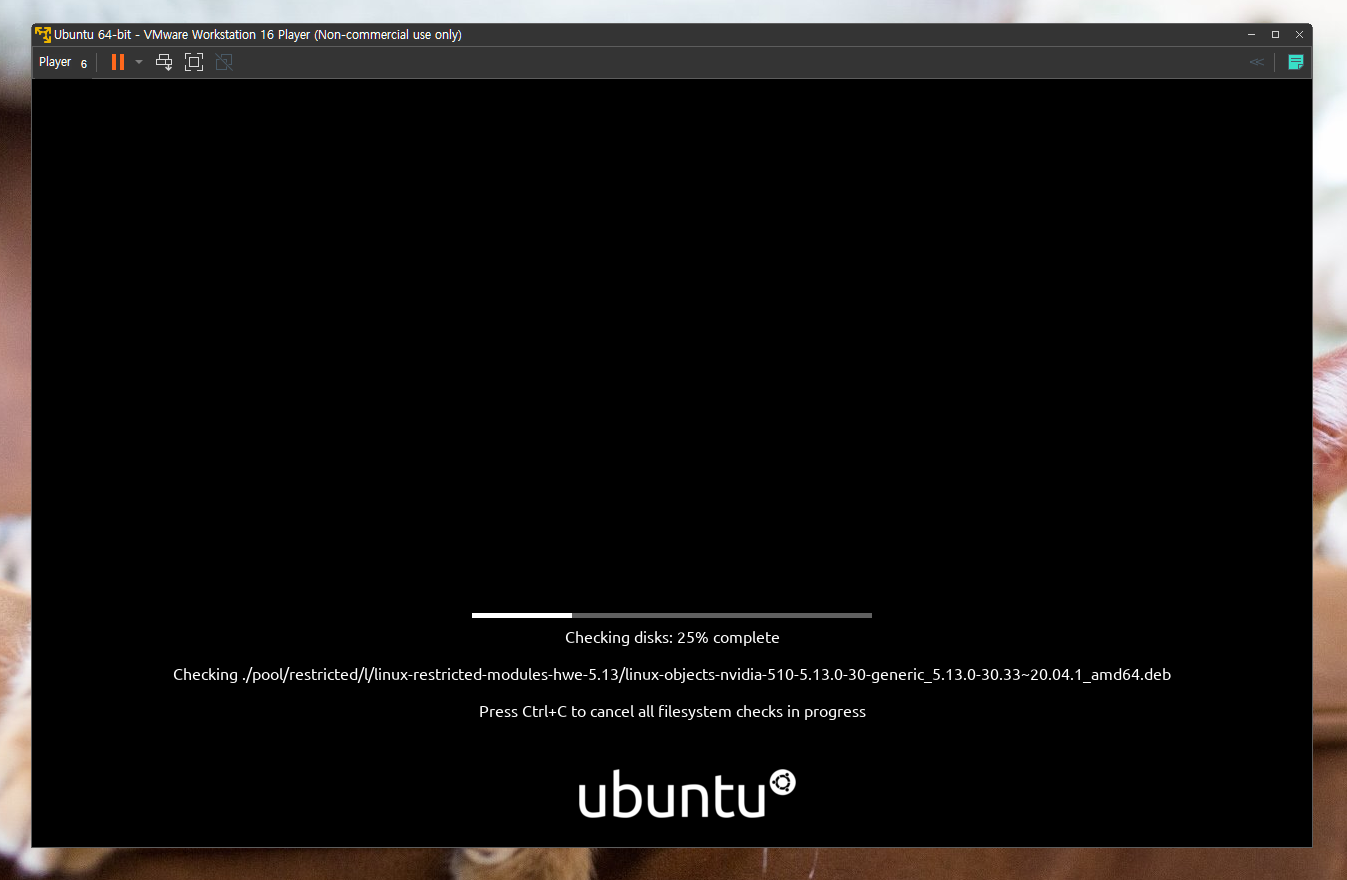 Ubuntu 64-bit - VMware Workstation 16 Player (Non-commercial use only)
Player 6
Checking disks: 25% complete
Checking ./pool/restricted/l/linux-restricted-modules-hwe-5.13/linux-objects-nvidia-510-5.13.0-30-generic_5.13.0-30.33~20.04.1_amd64.deb
Press Ctrl+C to cancel all filesystem checks in progress
ubuntu